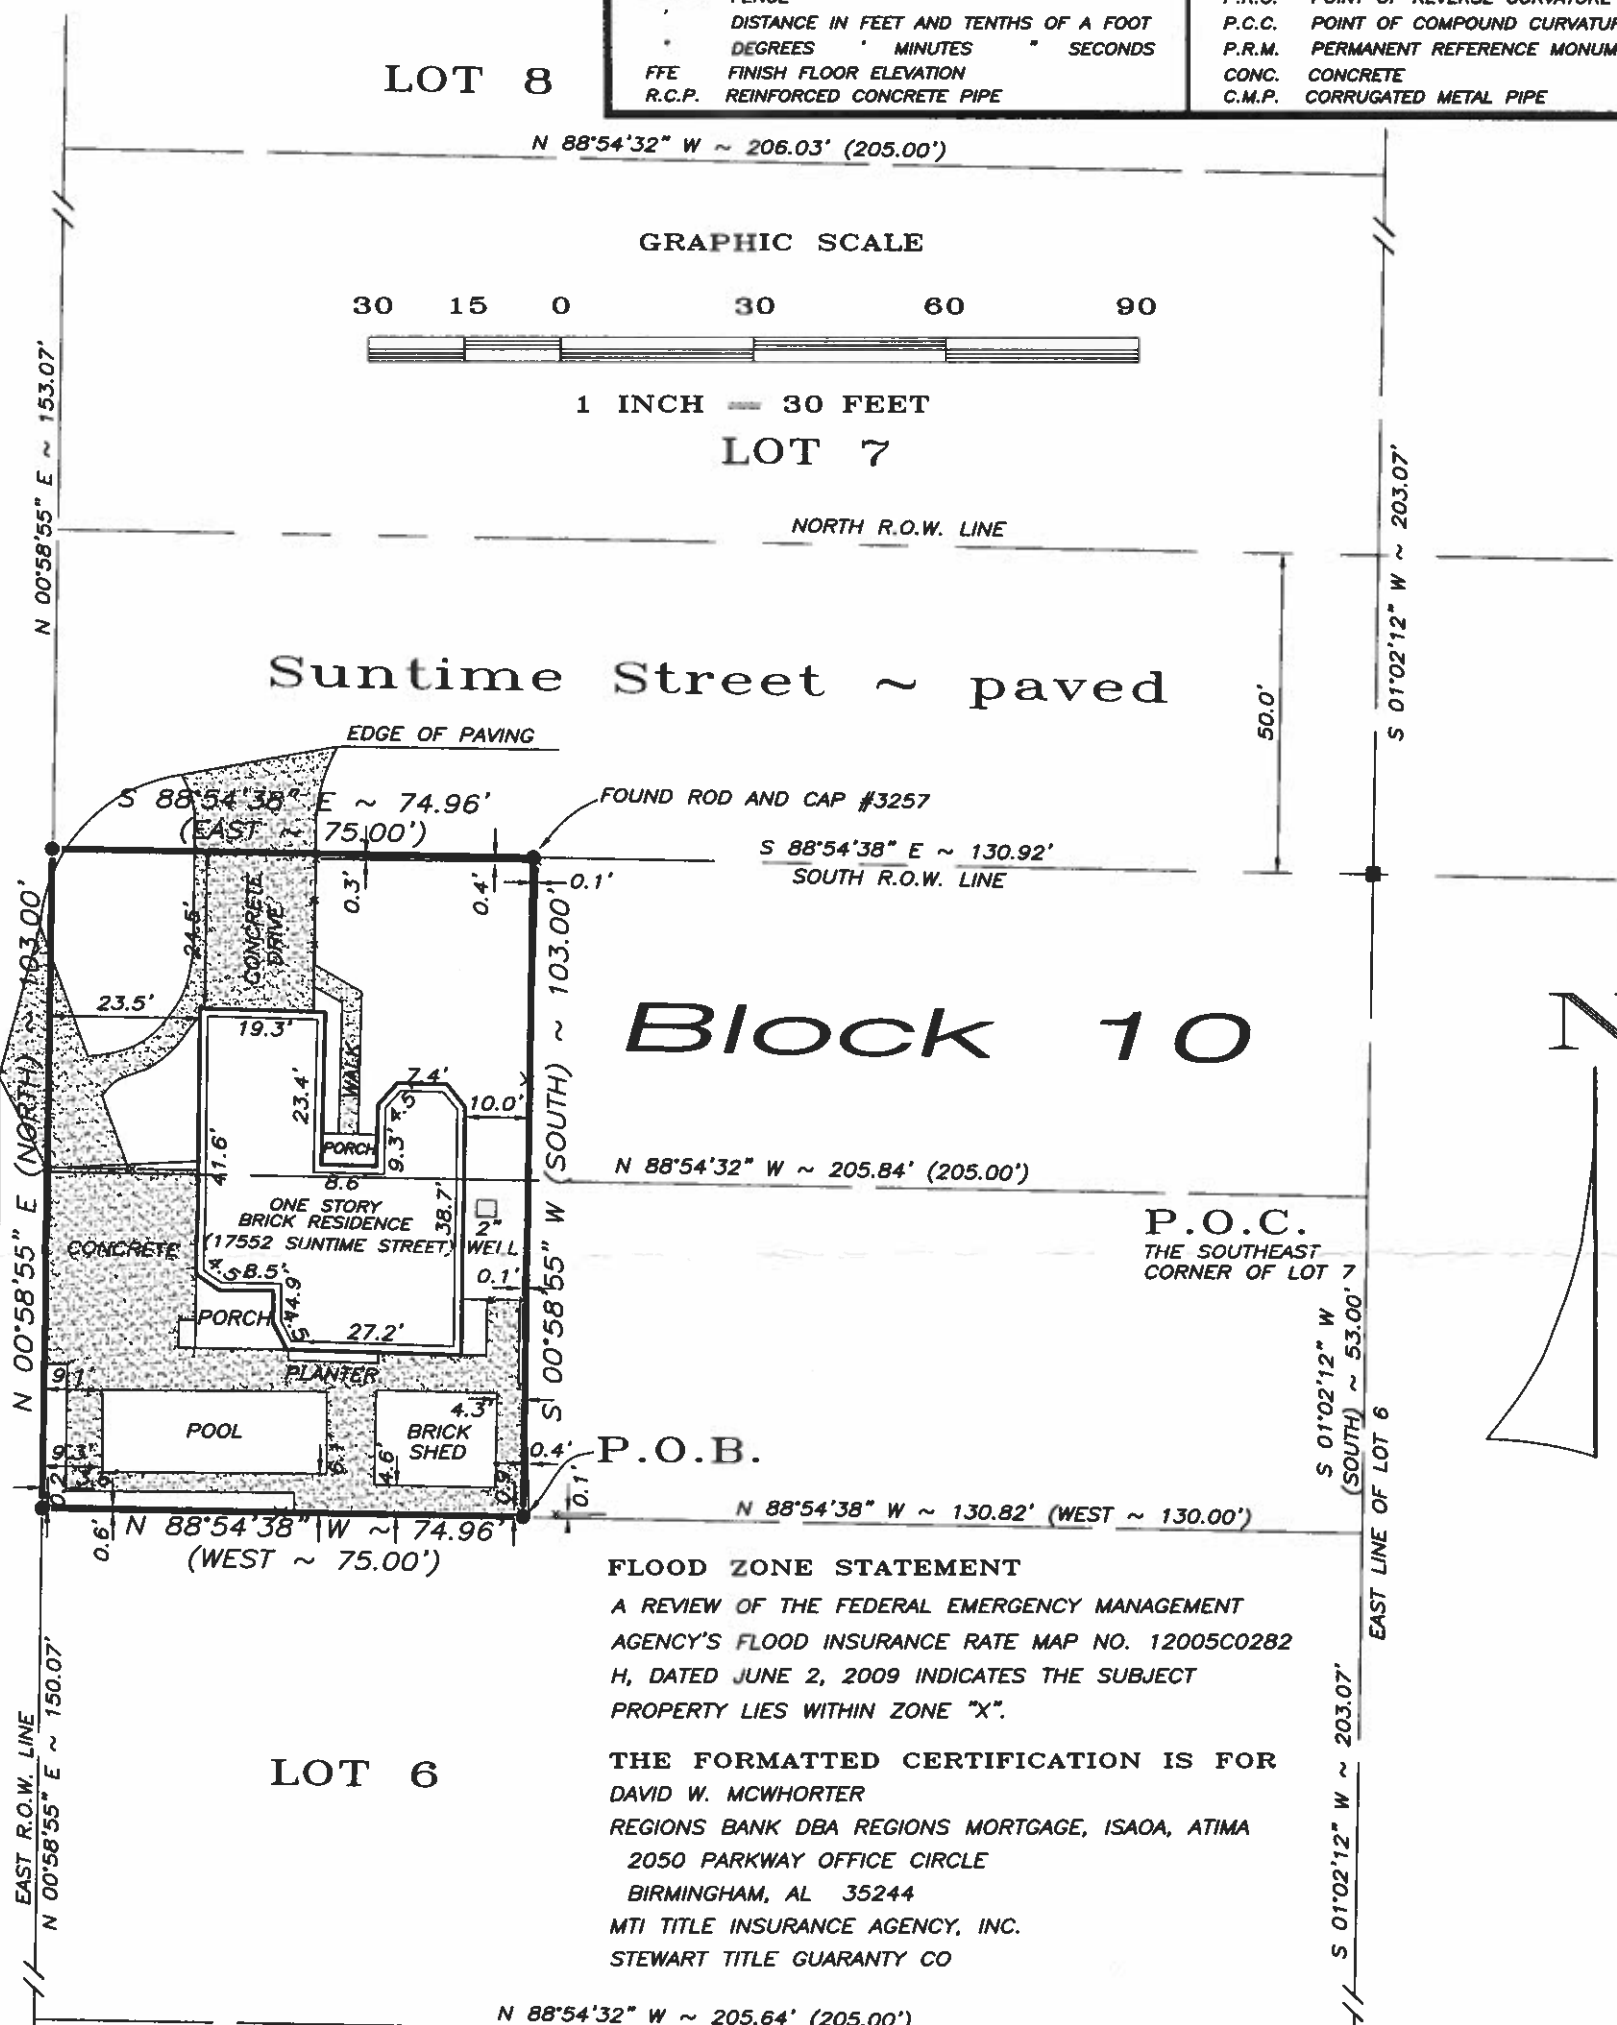 DISTANCE IN FEET AND TENTHS OF A FOOT
° DEGREES ' MINUTES " SECONDS
FFE FINISH FLOOR ELEVATION
R.C.P. REINFORCED CONCRETE PIPE
P.C.C. POINT OF COMPOUND CURVATUR
P.R.M. PERMANENT REFERENCE MONUM
CONC. CONCRETE
C.M.P. CORRUGATED METAL PIPE
LOT 8
N 88°54'32" W ~ 206.03' (205.00')
GRAPHIC SCALE
30 15 0 30 60 90
1 INCH = 30 FEET
LOT 7
N 00°58'55" E ~ 153.07'
S 01°02'12" W ~ 203.07'
NORTH R.O.W. LINE
Suntime Street ~ paved
50.0'
EDGE OF PAVING
S 88°54'38" E ~ 74.96'
(EAST ~ 75.00')
FOUND ROD AND CAP #3257
S 88°54'38" E ~ 130.92'
SOUTH R.O.W. LINE
0.3'
0.4'
0.1'
24.5'
CONCRETE
DRIVE
N 00°58'55" E (NORTH) ~ 103.00'
S 00°58'55" W (SOUTH) ~ 103.00'
23.5'
19.3'
Block 10
N
23.4'
WALK
7.4'
4.5'
10.0'
PORCH
9.3'
41.6'
8.6'
N 88°54'32" W ~ 205.84' (205.00')
ONE STORY
BRICK RESIDENCE
(17552 SUNTIME STREET)
38.7'
2"
WELL
CONCRETE
P.O.C.
THE SOUTHEAST
CORNER OF LOT 7
4.5
8.5'
14.9
4.5
0.1'
PORCH
27.2'
PLANTER
S 01°02'12" W
(SOUTH) ~ 53.00'
EAST LINE OF LOT 6
9.1'
POOL
4.3'
BRICK
SHED
4.6'
9.3'
0.2'
0.9'
0.4'
P.O.B.
0.1'
0.6'
N 88°54'38" W ~ 74.96'
(WEST ~ 75.00')
N 88°54'38" W ~ 130.82' (WEST ~ 130.00')
FLOOD ZONE STATEMENT
A REVIEW OF THE FEDERAL EMERGENCY MANAGEMENT
AGENCY'S FLOOD INSURANCE RATE MAP NO. 12005C0282
H, DATED JUNE 2, 2009 INDICATES THE SUBJECT
PROPERTY LIES WITHIN ZONE "X".
EAST R.O.W. LINE
N 00°58'55" E ~ 150.07'
LOT 6
THE FORMATTED CERTIFICATION IS FOR
DAVID W. MCWHORTER
REGIONS BANK DBA REGIONS MORTGAGE, ISAOA, ATIMA
2050 PARKWAY OFFICE CIRCLE
BIRMINGHAM, AL 35244
MTI TITLE INSURANCE AGENCY, INC.
STEWART TITLE GUARANTY CO
S 01°02'12" W ~ 203.07'
N 88°54'32" W ~ 205.64' (205.00')